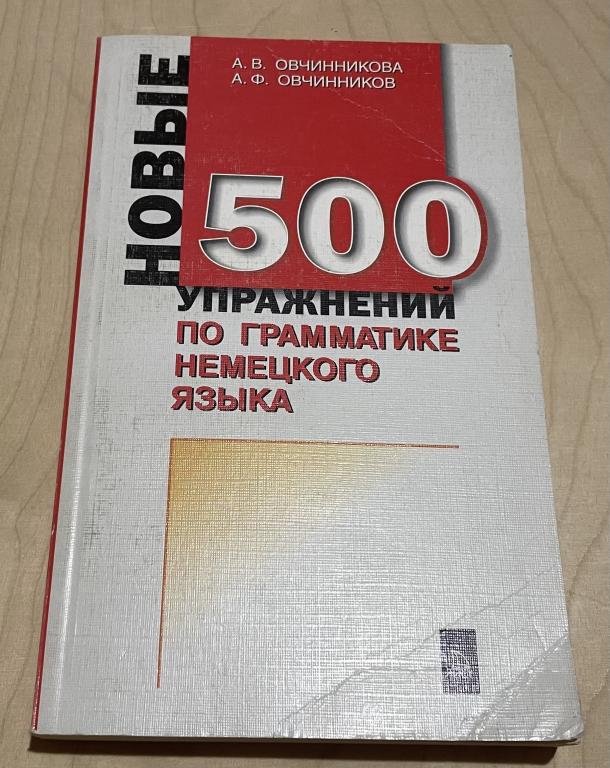 А. В. ОВЧИННИКОВА
А. Ф. ОВЧИННИКОВ
НОВЫЕ
500
УПРАЖНЕНИЙ
ПО ГРАММАТИКЕ
НЕМЕЦКОГО
ЯЗЫКА